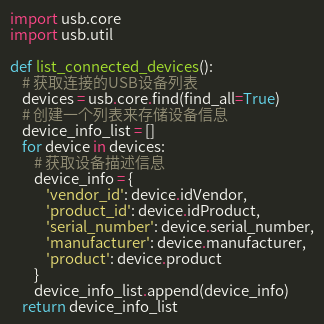 import usb.core
import usb.util

def list_connected_devices():
    # 获取连接的USB设备列表
    devices = usb.core.find(find_all=True)
    # 创建一个列表来存储设备信息
    device_info_list = []
    for device in devices:
        # 获取设备描述信息
        device_info = {
            'vendor_id': device.idVendor,
            'product_id': device.idProduct,
            'serial_number': device.serial_number,
            'manufacturer': device.manufacturer,
            'product': device.product
        }
        device_info_list.append(device_info)
    return device_info_list